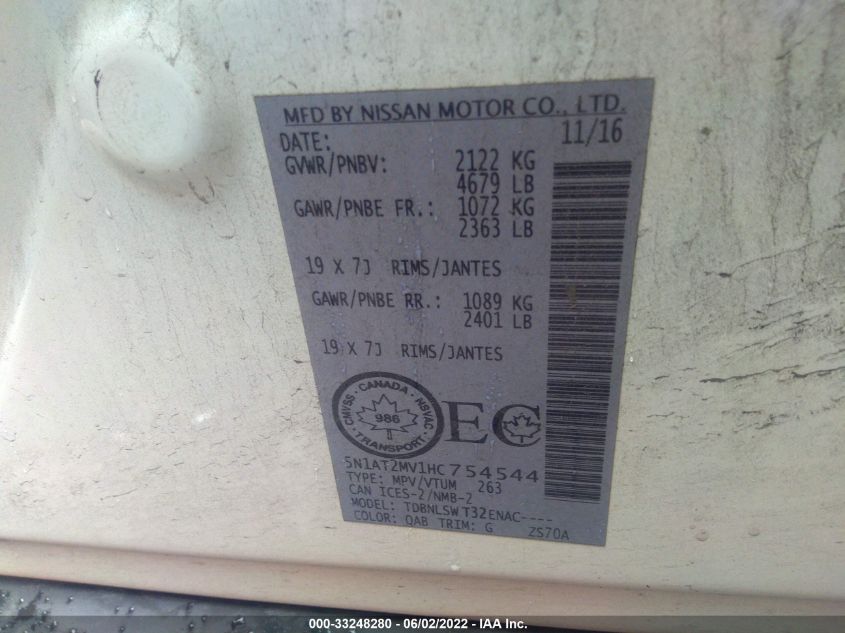 MFD BY NISSAN MOTOR CO., LTD.
DATE: 11/16
GVWR/PNBV: 2122 KG
4679 LB
GAWR/PNBE FR.: 1072 KG
2363 LB
19 X 7J RIMS/JANTES
GAWR/PNBE RR.: 1089 KG
2401 LB
19 X 7J RIMS/JANTES
CANADA
CMVSS NSVAC
986
TRANSPORT
EC
5N1AT2MV1HC754544
TYPE: MPV/VTUM 263
CAN ICES-2/NMB-2
MODEL: TDBNLSW T32ENAC----
COLOR: QAB TRIM: G 2S70A
000-33248280 - 06/02/2022 - IAA Inc.